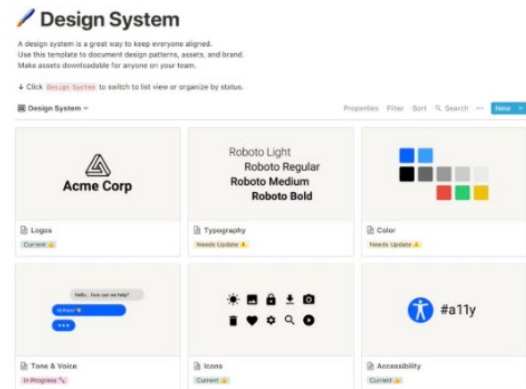 Design System
A design system is a great way to keep everyone aligned.
Use this template to document design patterns, assets, and brand.
Make assets downloadable for anyone on your team.
↓ Click Design System to switch to list view or organize by status.
Design System
Properties Filter Sort Search ... New
Acme Corp
Roboto Light
Roboto Regular
Roboto Medium
Roboto Bold
Logos
Typography
Color
Current 👍
Needs Update ⚠️
Needs Update ⚠️
Hello, how can we help?
#a11y
Tone & Voice
Icons
Accessibility
In Progress
Current 👍
Current 👍